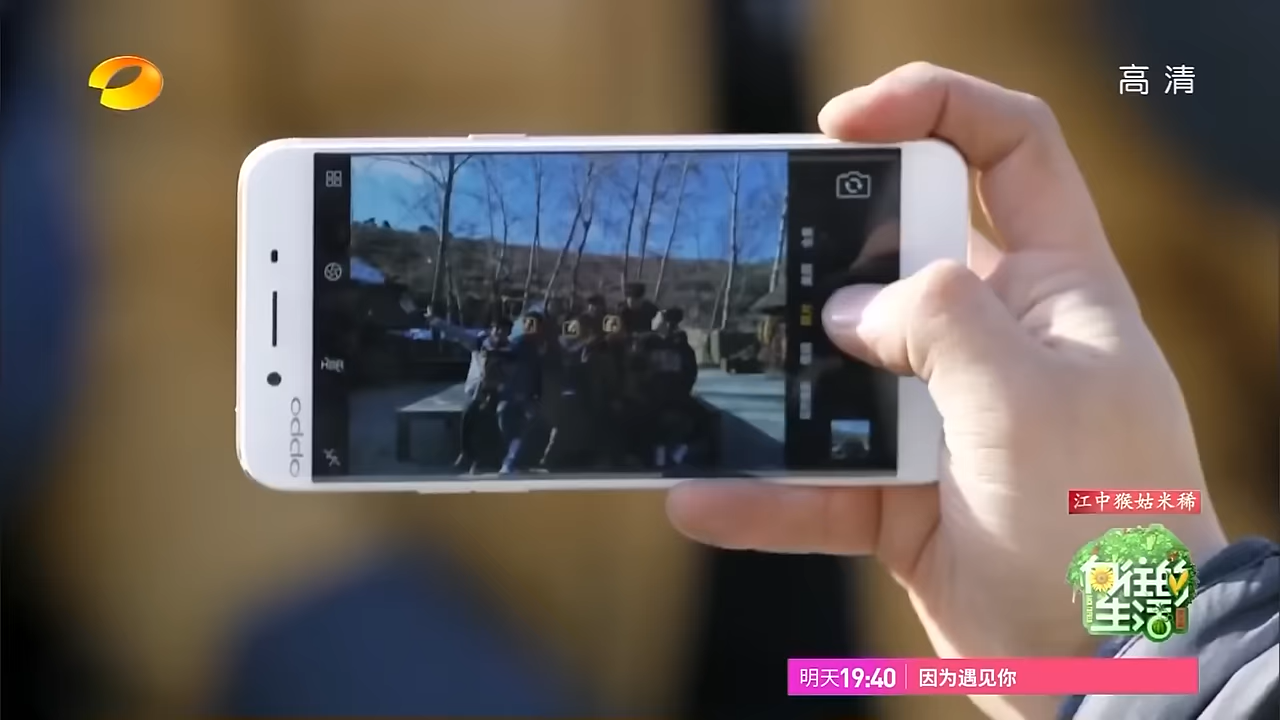 高清
oppo
江中猴姑米稀
向往的
生活
明天19:40 因为遇见你